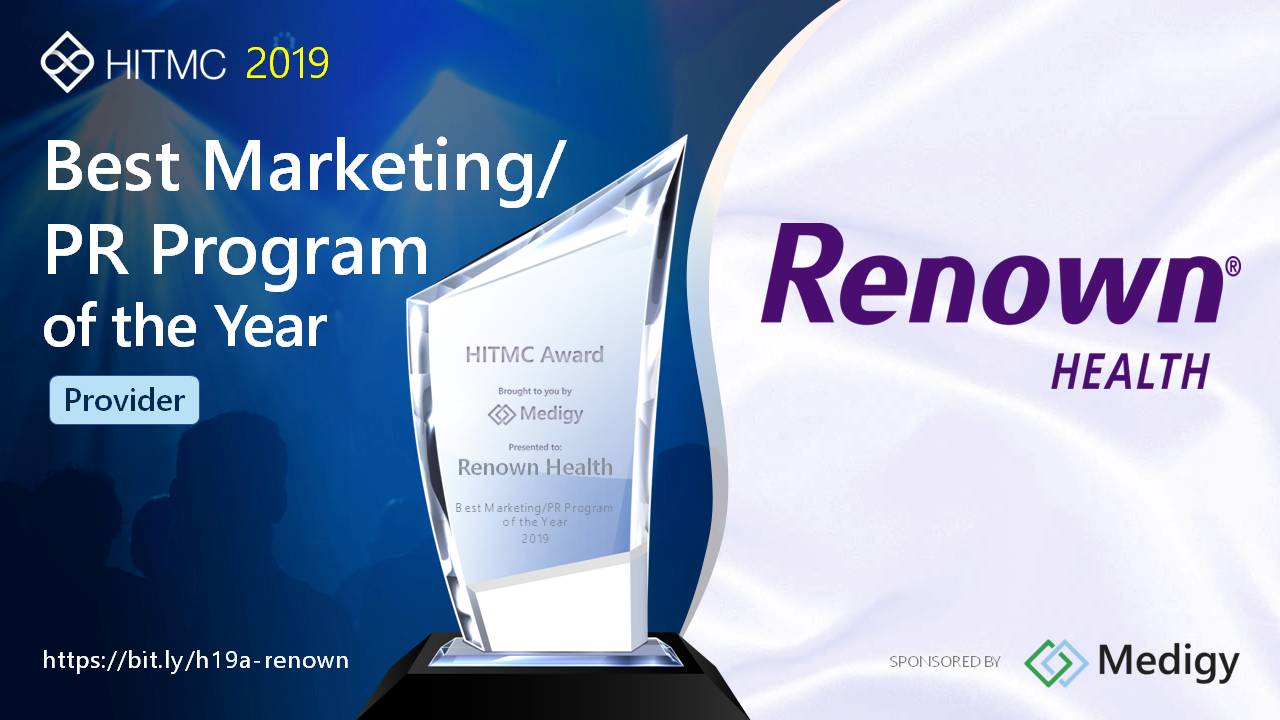 HITMC 2019
Best Marketing/
PR Program
of the Year
Provider
HITMC Award
Brought to you by
Medigy
Presented to:
Renown Health
Best Marketing/PR Program
of the Year
2019
https://bit.ly/h19a-renown
Renown®
HEALTH
SPONSORED BY Medigy